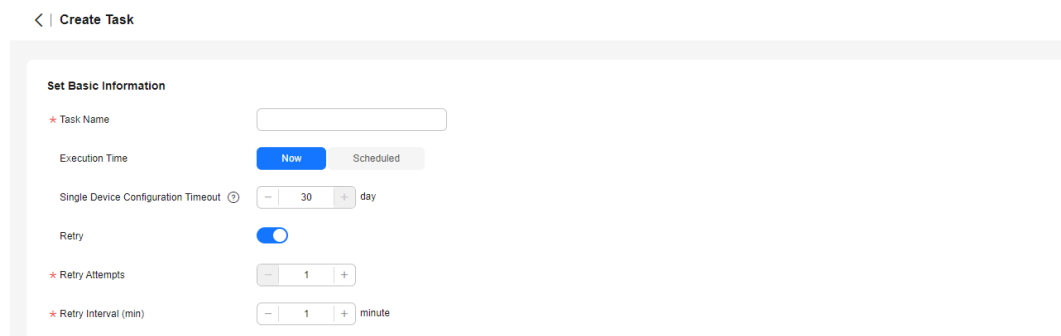 Create Task
Set Basic Information
* Task Name
Execution Time Now Scheduled
Single Device Configuration Timeout ? - 30 + day
Retry
* Retry Attempts - 1 +
* Retry Interval (min) - 1 + minute